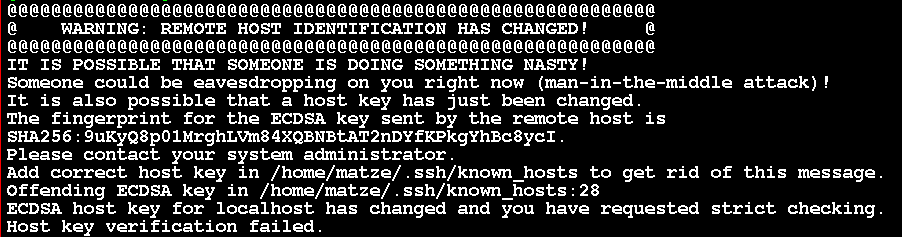 @@@@@@@@@@@@@@@@@@@@@@@@@@@@@@@@@@@@@@@@@@@@@@@@@@@@@@@@@@@
@    WARNING: REMOTE HOST IDENTIFICATION HAS CHANGED!     @
@@@@@@@@@@@@@@@@@@@@@@@@@@@@@@@@@@@@@@@@@@@@@@@@@@@@@@@@@@@
IT IS POSSIBLE THAT SOMEONE IS DOING SOMETHING NASTY!
Someone could be eavesdropping on you right now (man-in-the-middle attack)!
It is also possible that a host key has just been changed.
The fingerprint for the ECDSA key sent by the remote host is
SHA256:9uKyQ8p01MrghLVm84XQBNBtAT2nDYfKPkgYhBc8ycI.
Please contact your system administrator.
Add correct host key in /home/matze/.ssh/known_hosts to get rid of this message.
Offending ECDSA key in /home/matze/.ssh/known_hosts:28
ECDSA host key for localhost has changed and you have requested strict checking.
Host key verification failed.